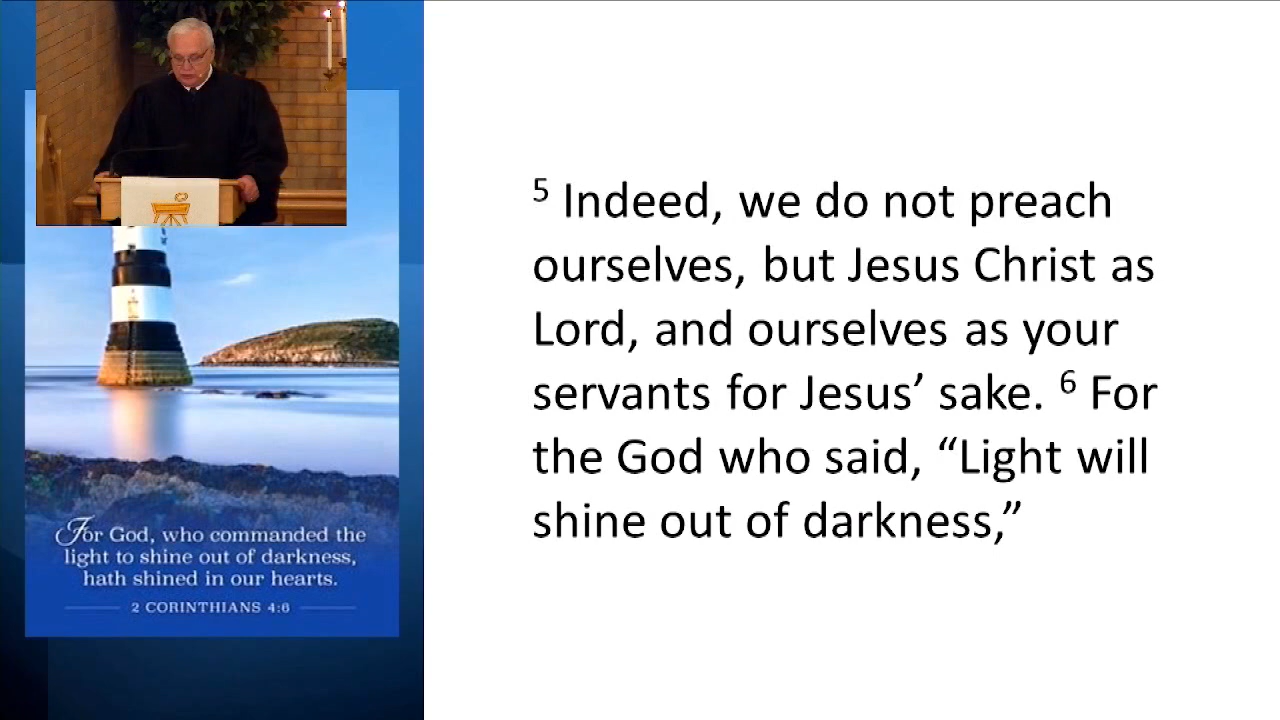 For God, who commanded the
light to shine out of darkness,
hath shined in our hearts.
2 CORINTHIANS 4:6
5 Indeed, we do not preach
ourselves, but Jesus Christ as
Lord, and ourselves as your
servants for Jesus’ sake. 6 For
the God who said, “Light will
shine out of darkness,”